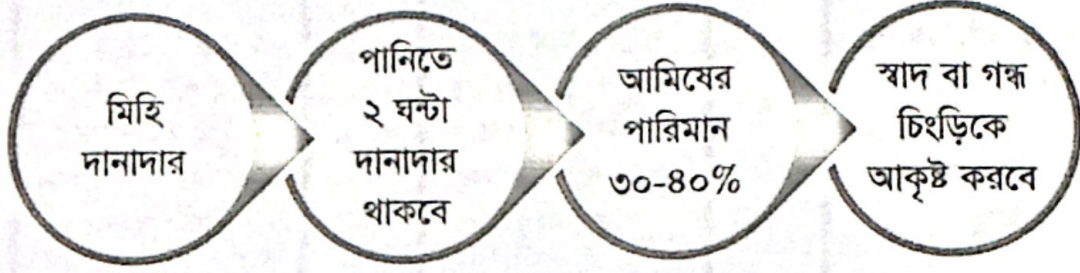 মিহি
দানাদার
পানিতে
২ ঘন্টা
দানাদার
থাকবে
আমিষের
পারিমান
৩০-৪০%
স্বাদ বা গন্ধ
চিংড়িকে
আকৃষ্ট করবে